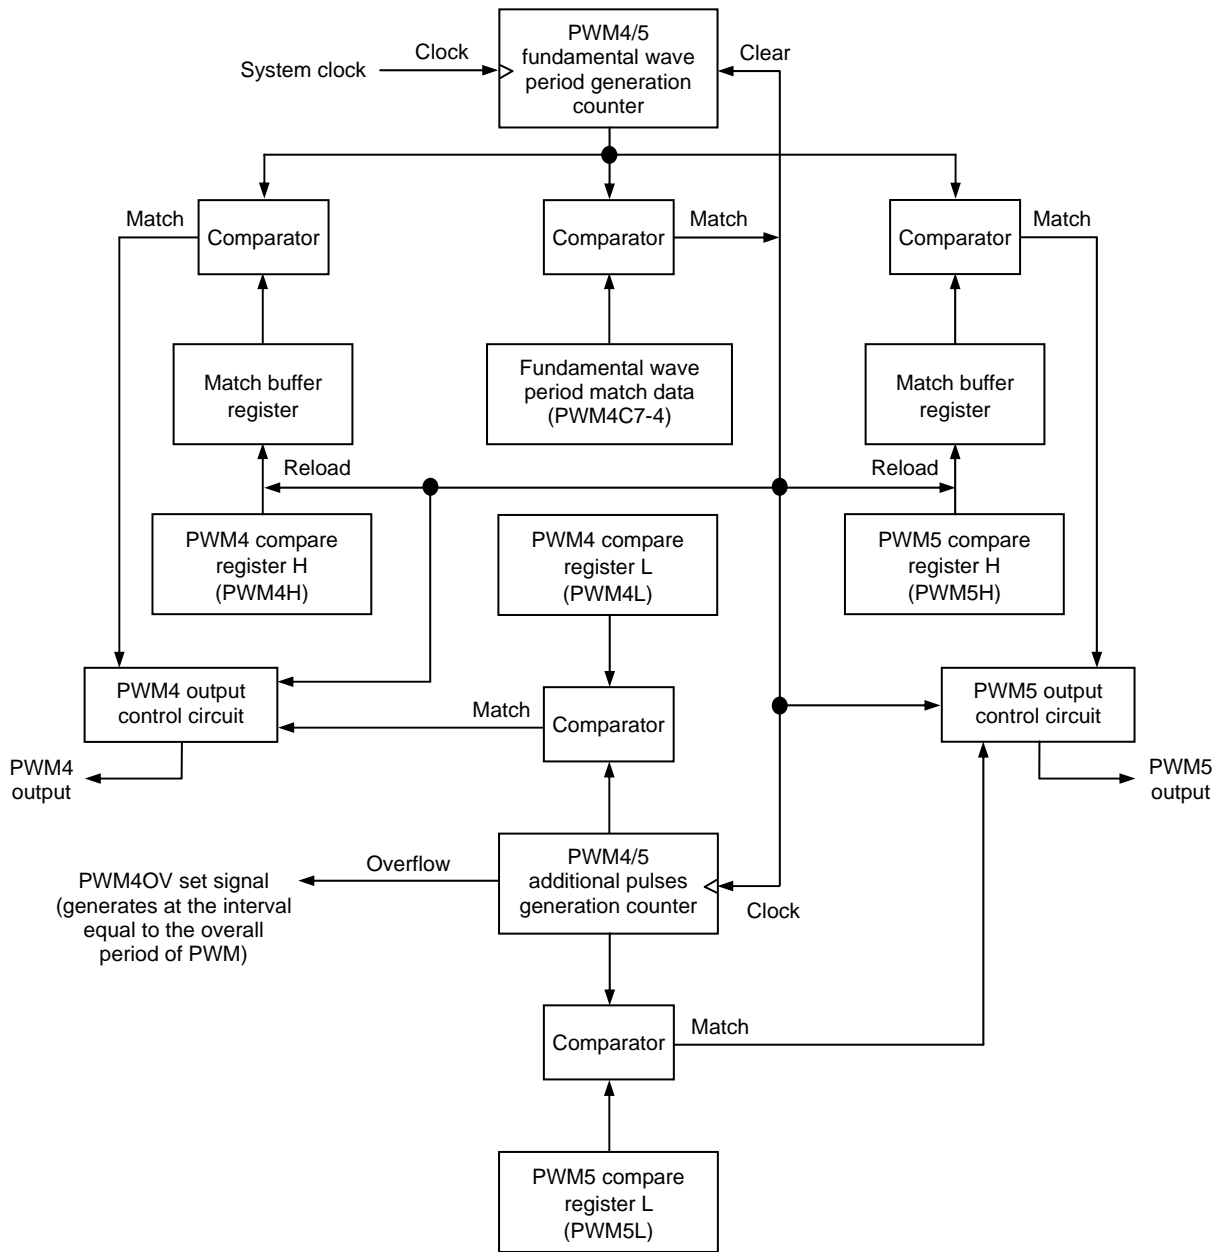 PWM4/5
fundamental wave
period generation
counter
Clock
Clear
System clock
Match
Comparator
Comparator
Match
Comparator
Match
Match buffer
register
Fundamental wave
period match data
(PWM4C7-4)
Match buffer
register
Reload
Reload
PWM4 compare
register H
(PWM4H)
PWM4 compare
register L
(PWM4L)
PWM5 compare
register H
(PWM5H)
PWM4 output
control circuit
Match
Comparator
PWM5 output
control circuit
PWM4
output
PWM5
output
Overflow
PWM4/5
additional pulses
generation counter
Clock
PWM4OV set signal
(generates at the interval
equal to the overall
period of PWM)
Comparator
Match
PWM5 compare
register L
(PWM5L)